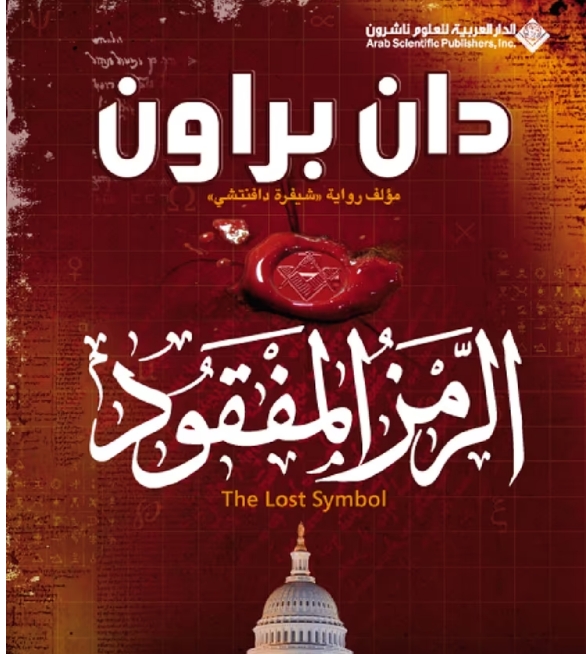 الدار العربية للعلوم ناشرون
Arab Scientific Publishers, Inc.
دان براون
مؤلف رواية «شيفرة دافنتشي»
الرَّمْزُ المَفْقُود
The Lost Symbol